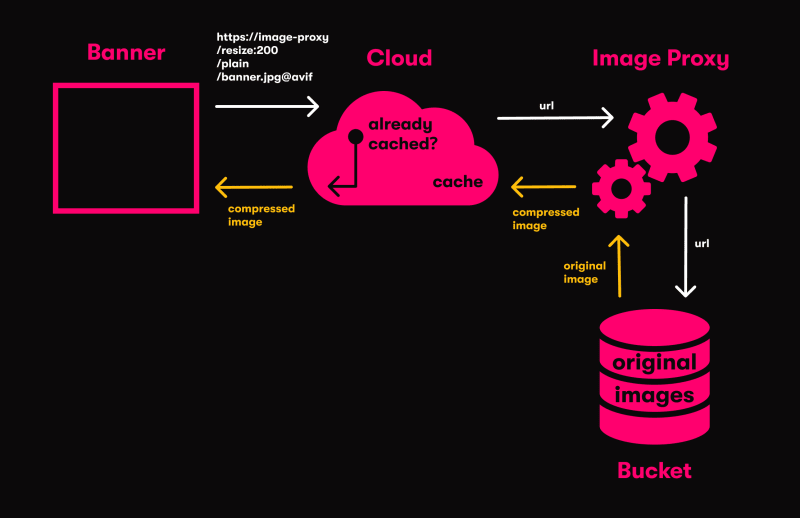 Banner
https://image-proxy
/resize:200
/plain
/banner.jpg@avif
Cloud
Image Proxy
already
cached?
cache
url
compressed
image
compressed
image
original
image
url
original
images
Bucket